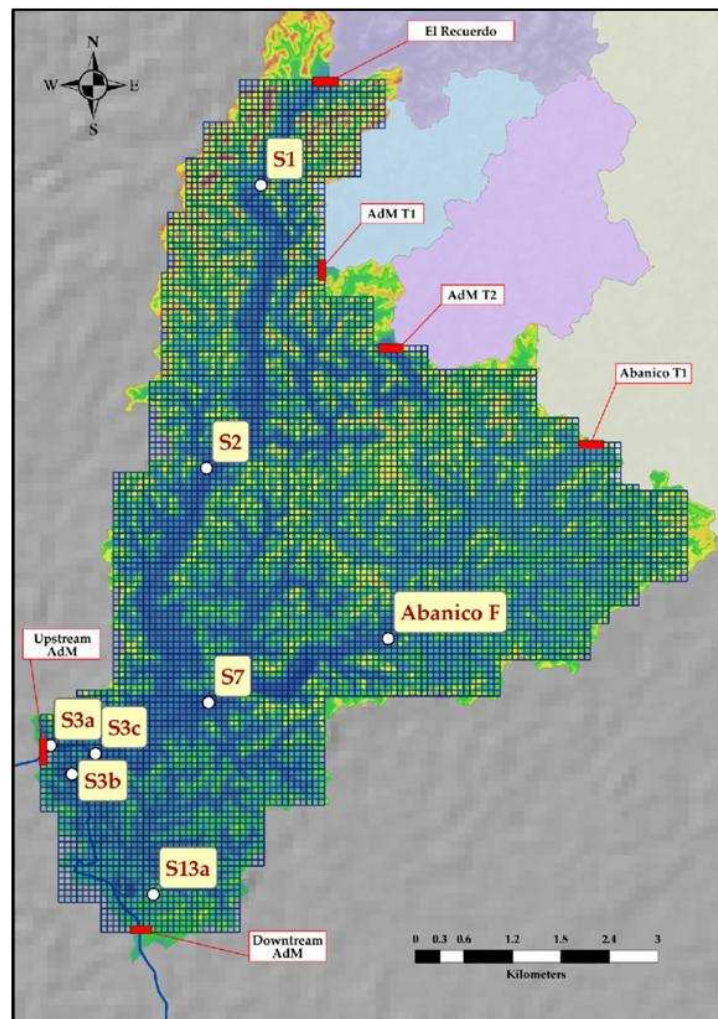 El Recuerdo
N
W E
S
S1
AdM T1
AdM T2
Abanico T1
S2
Abanico F
Upstream
AdM
S7
S3a
S3c
S3b
S13a
Downtream
AdM
0 0.3 0.6 1.2 1.8 2.4 3
Kilometers